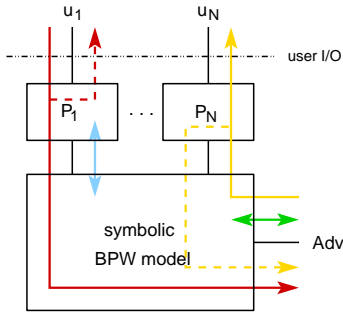 u1 uN
user I/O
P1 . . . PN
symbolic
Adv
BPW model